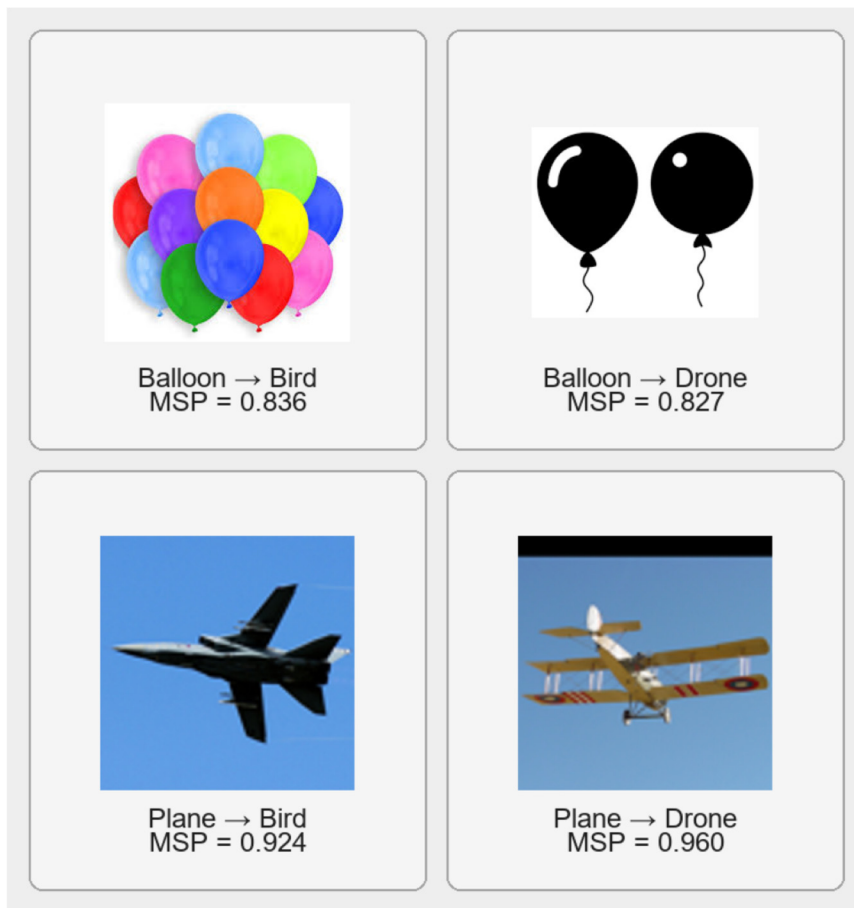 Balloon → Bird
MSP = 0.836
Balloon → Drone
MSP = 0.827
Plane → Bird
MSP = 0.924
Plane → Drone
MSP = 0.960